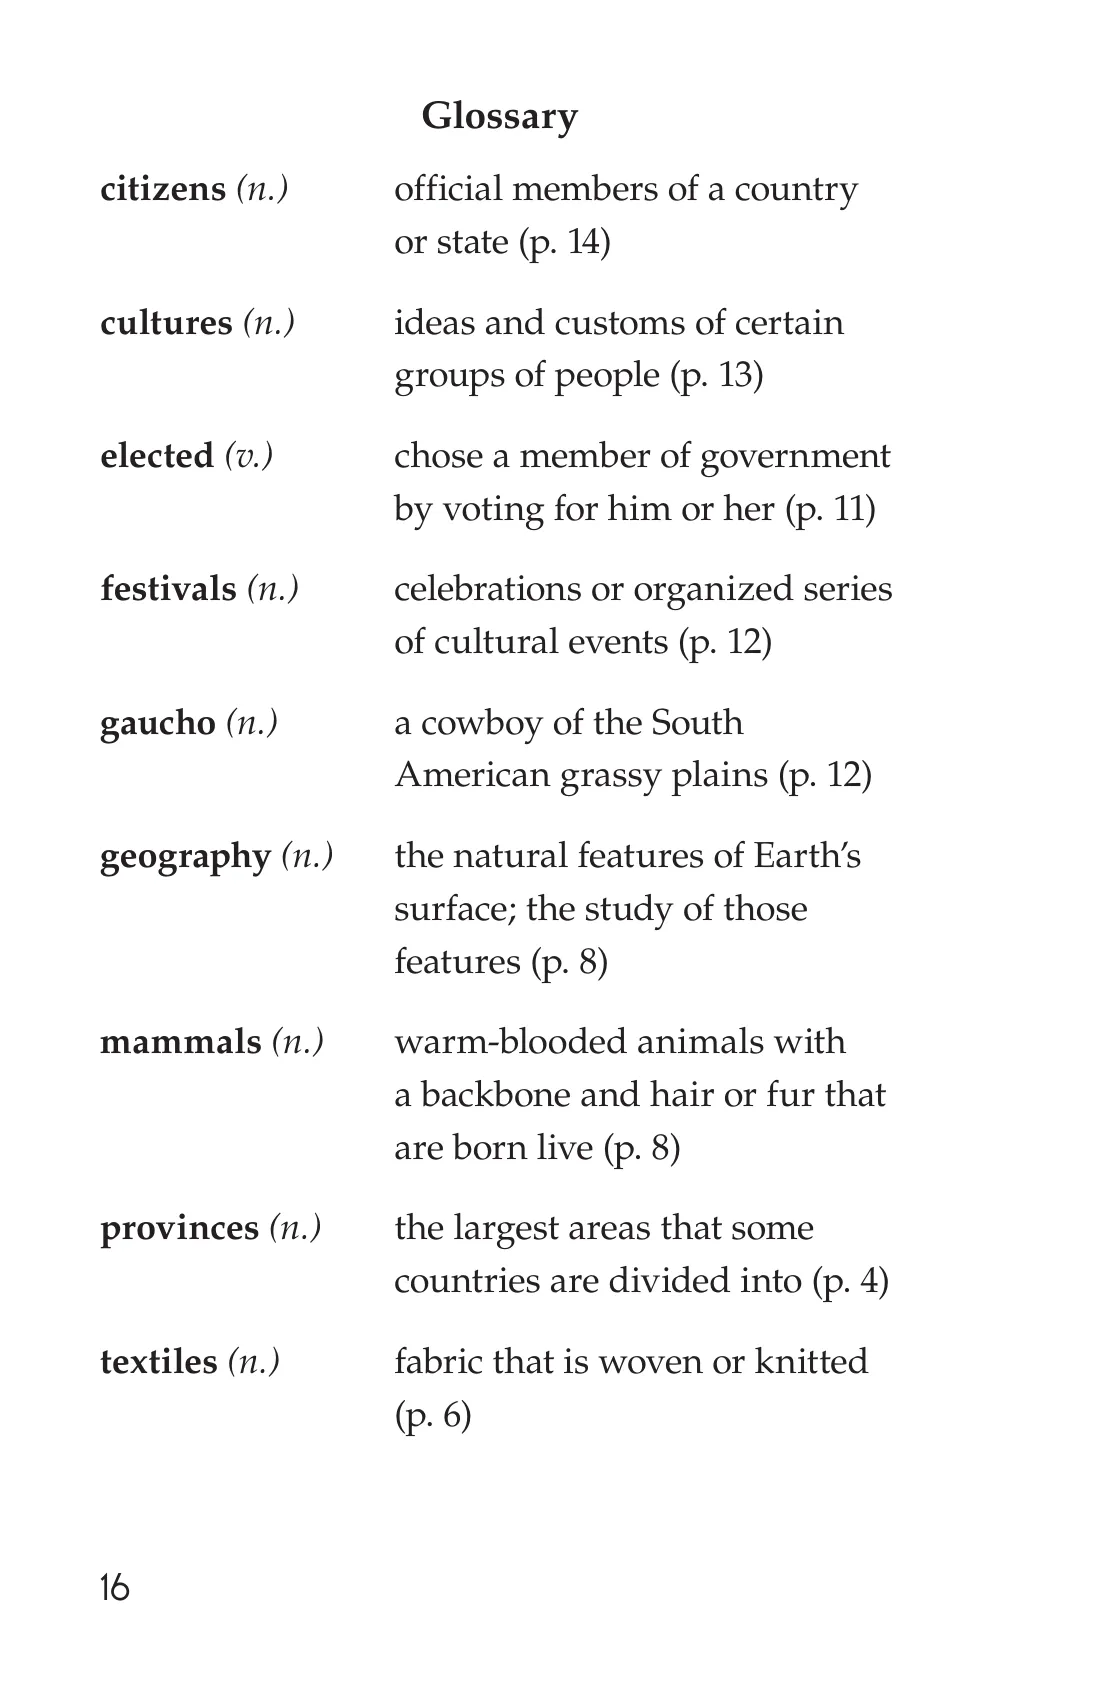 Glossary
citizens (n.) official members of a country
or state (p. 14)
cultures (n.) ideas and customs of certain
groups of people (p. 13)
elected (v.) chose a member of government
by voting for him or her (p. 11)
festivals (n.) celebrations or organized series
of cultural events (p. 12)
gaucho (n.) a cowboy of the South
American grassy plains (p. 12)
geography (n.) the natural features of Earth’s
surface; the study of those
features (p. 8)
mammals (n.) warm-blooded animals with
a backbone and hair or fur that
are born live (p. 8)
provinces (n.) the largest areas that some
countries are divided into (p. 4)
textiles (n.) fabric that is woven or knitted
(p. 6)
16